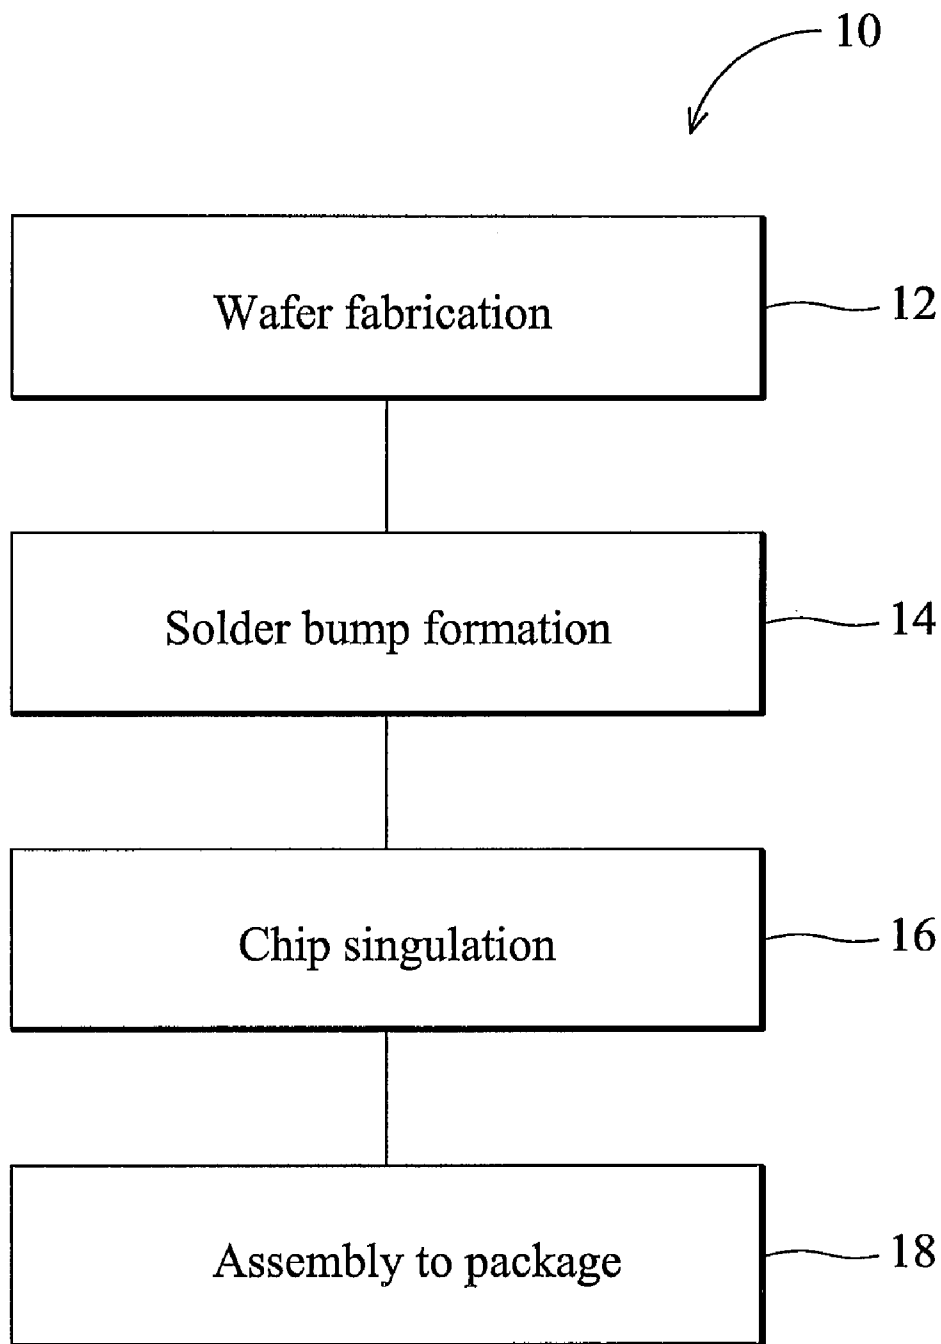 10
Wafer fabrication
12
Solder bump formation
14
Chip singulation
16
Assembly to package
18